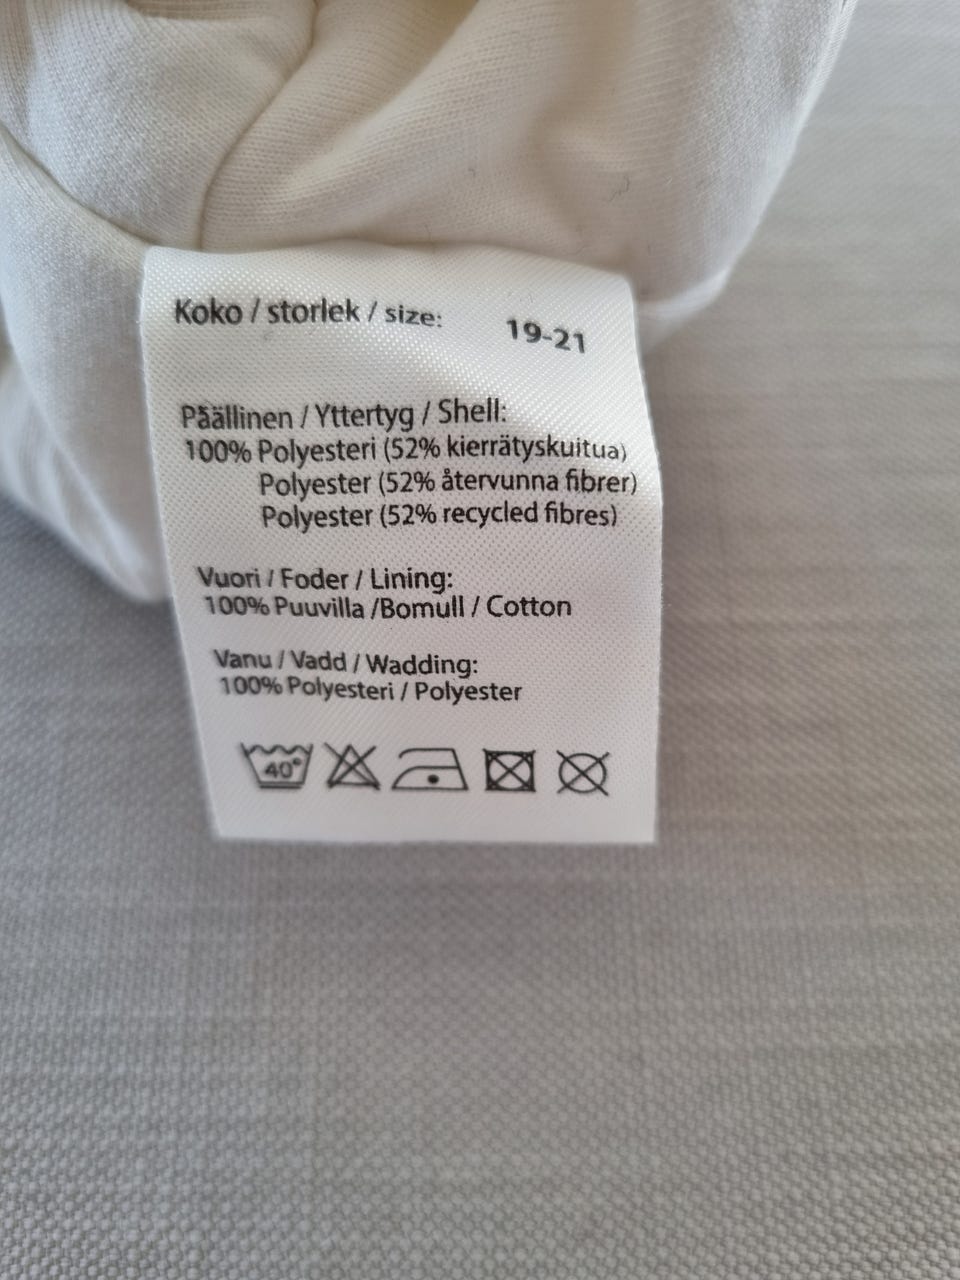 Koko / storlek / size: 19-21
Päällinen / Yttertyg / Shell:
100% Polyesteri (52% kierrätyskuitua)
Polyester (52% återvunna fibrer)
Polyester (52% recycled fibres)
Vuori / Foder / Lining:
100% Puuvilla /Bomull / Cotton
Vanu / Vadd / Wadding:
100% Polyesteri / Polyester
40°